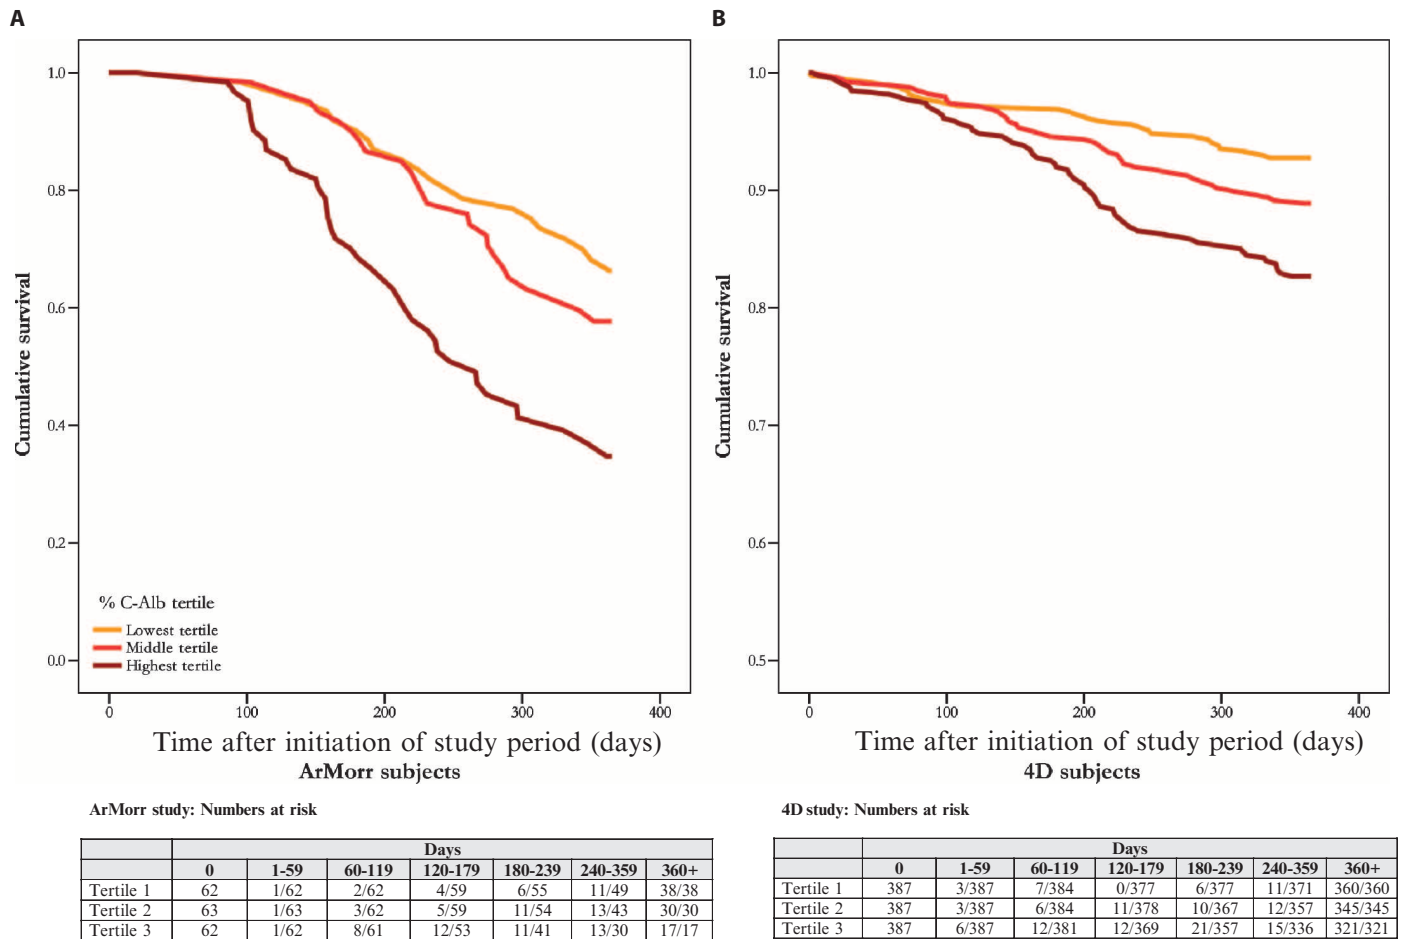 A
Cumulative survival
1.0
0.8
0.6
0.4
0.2
0.0
% C-Alb tertile
Lowest tertile
Middle tertile
Highest tertile
0 100 200 300 400
Time after initiation of study period (days)
ArMorr subjects
ArMorr study: Numbers at risk
Days
0 1-59 60-119 120-179 180-239 240-359 360+
Tertile 1 62 1/62 2/62 4/59 6/55 11/49 38/38
Tertile 2 63 1/63 3/62 5/59 11/54 13/43 30/30
Tertile 3 62 1/62 8/61 12/53 11/41 13/30 17/17
B
Cumulative survival
1.0
0.9
0.8
0.7
0.6
0.5
0 100 200 300 400
Time after initiation of study period (days)
4D subjects
4D study: Numbers at risk
Days
0 1-59 60-119 120-179 180-239 240-359 360+
Tertile 1 387 3/387 7/384 0/377 6/377 11/371 360/360
Tertile 2 387 3/387 6/384 11/378 10/367 12/357 345/345
Tertile 3 387 6/387 12/381 12/369 21/357 15/336 321/321